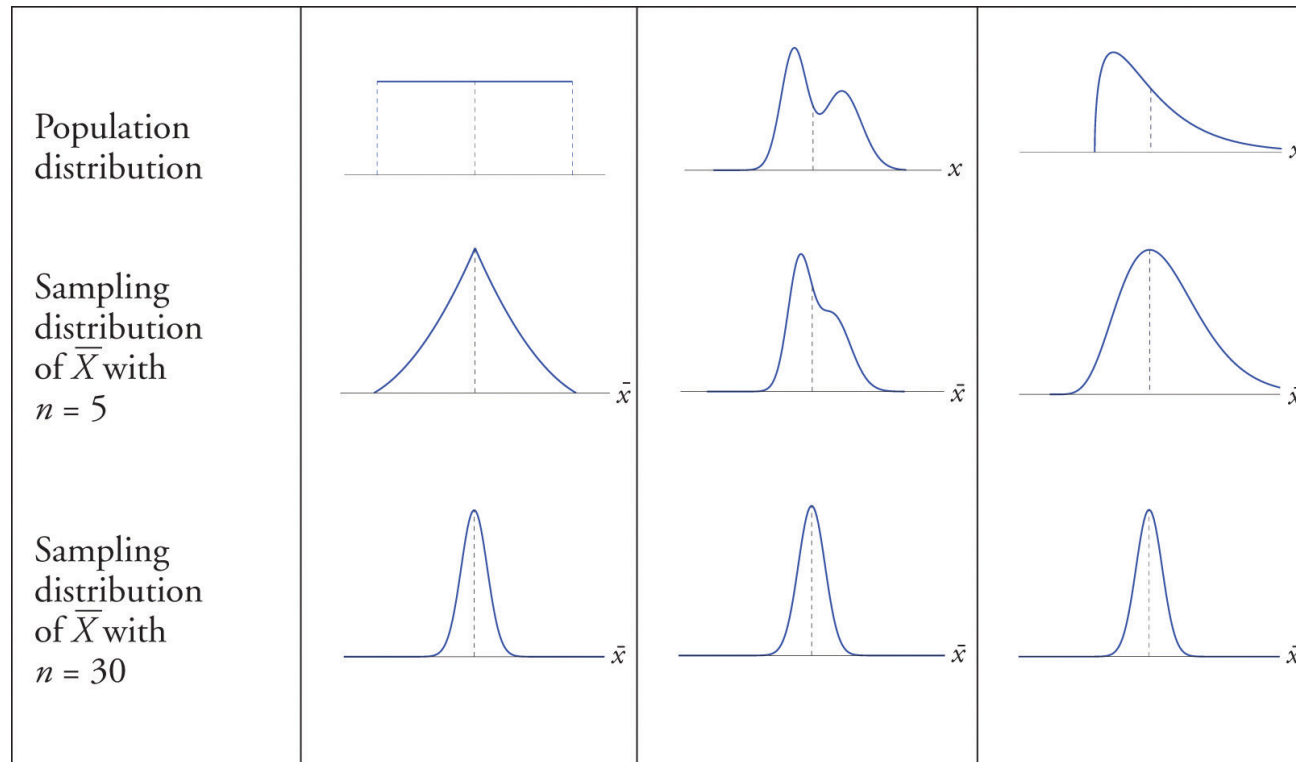 Population
distribution
x
x
Sampling
distribution
of X̅ with
n = 5
x̄
x̄
x̄
Sampling
distribution
of X̅ with
n = 30
x̄
x̄
x̄